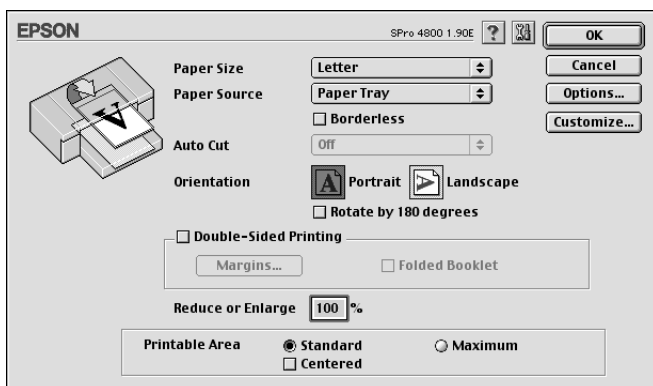 EPSON
SPro 4800 1.90E ?
OK
Paper Size Letter
Cancel
Paper Source Paper Tray
Options...
Borderless
Customize...
Auto Cut Off
Orientation A Portrait A Landscape
Rotate by 180 degrees
Double-Sided Printing
Margins... Folded Booklet
Reduce or Enlarge 100 %
Printable Area Standard Maximum
Centered